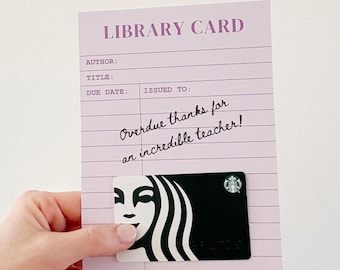 LIBRARY CARD
AUTHOR:
TITLE:
DUE DATE: ISSUED TO:
Overdue thanks for
an incredible teacher!